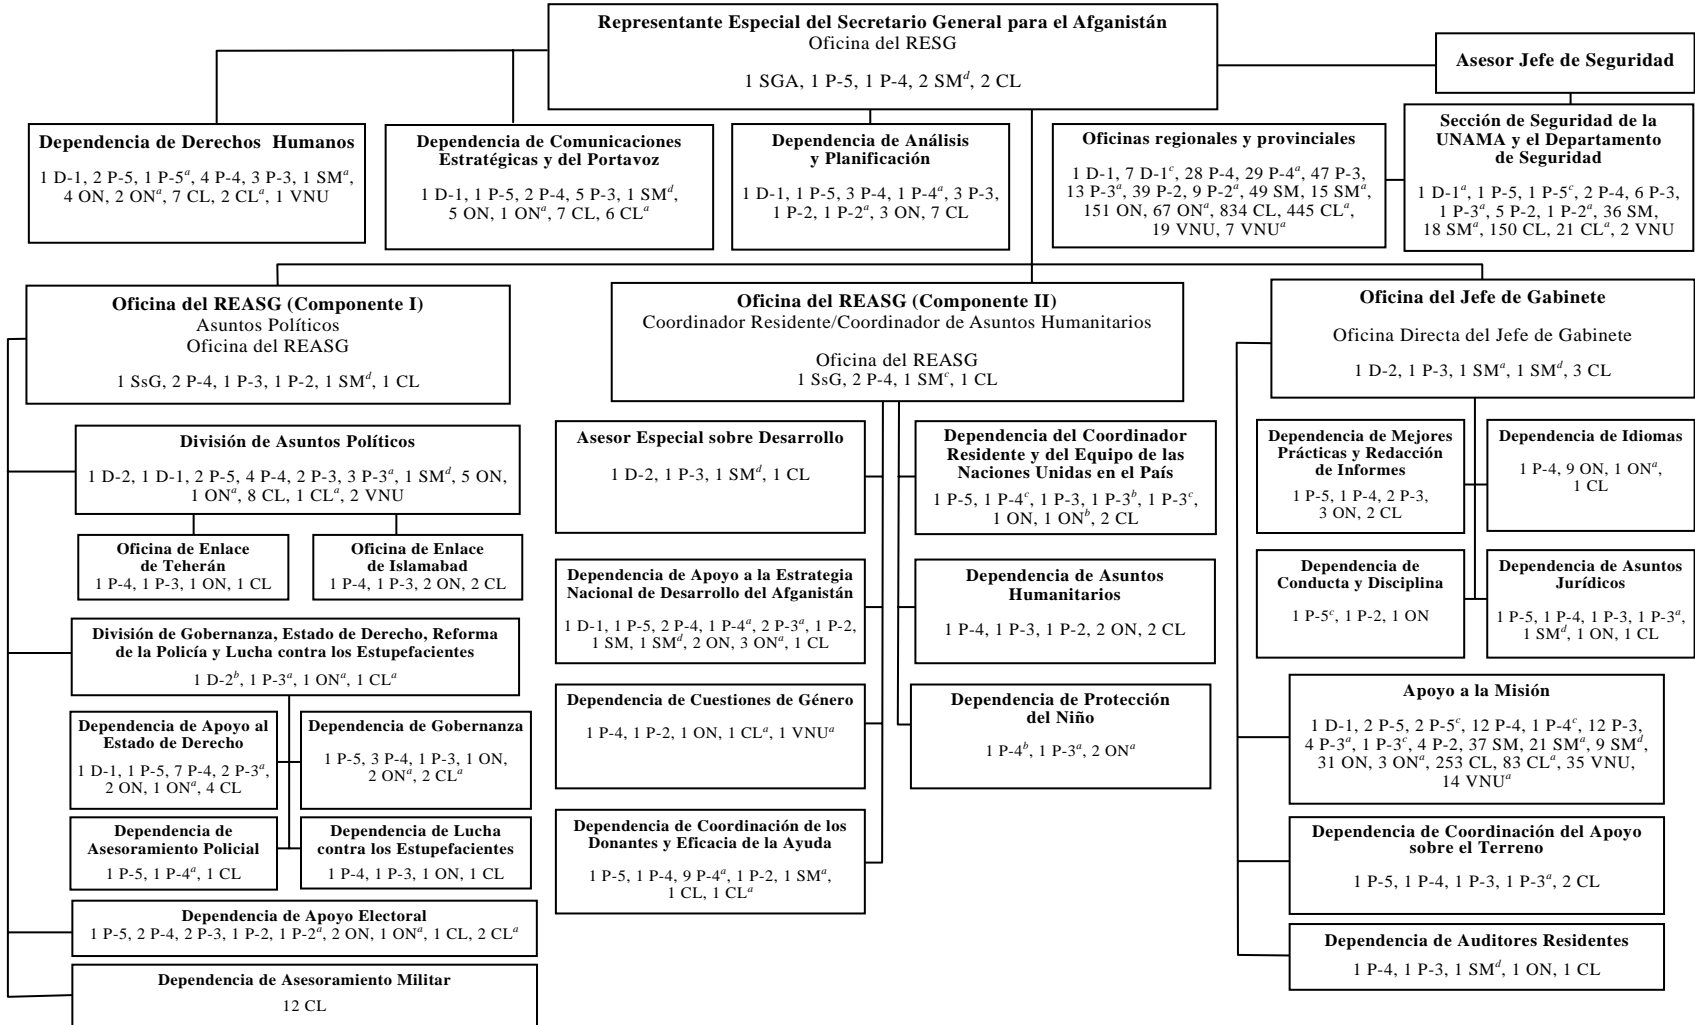 Representante Especial del Secretario General para el Afganistán
Oficina del RESG
1 SGA, 1 P-5, 1 P-4, 2 SMd, 2 CL
Asesor Jefe de Seguridad
Dependencia de Derechos Humanos
1 D-1, 2 P-5, 1 P-5a, 4 P-4, 3 P-3, 1 SMa,
4 ON, 2 ONa, 7 CL, 2 CLa, 1 VNU
Dependencia de Comunicaciones
Estratégicas y del Portavoz
1 D-1, 1 P-5, 2 P-4, 5 P-3, 1 SMd,
5 ON, 1 ONa, 7 CL, 6 CLa
Dependencia de Análisis
y Planificación
1 D-1, 1 P-5, 3 P-4, 1 P-4a, 3 P-3,
1 P-2, 1 P-2a, 3 ON, 7 CL
Oficinas regionales y provinciales
1 D-1, 7 D-1c, 28 P-4, 29 P-4a, 47 P-3,
13 P-3a, 39 P-2, 9 P-2a, 49 SM, 15 SMa,
151 ON, 67 ONa, 834 CL, 445 CLa,
19 VNU, 7 VNUa
Sección de Seguridad de la
UNAMA y el Departamento
de Seguridad
1 D-1a, 1 P-5, 1 P-5c, 2 P-4, 6 P-3,
1 P-3a, 5 P-2, 1 P-2a, 36 SM,
18 SMa, 150 CL, 21 CLa, 2 VNU
Oficina del REASG (Componente I)
Asuntos Políticos
Oficina del REASG
1 SsG, 2 P-4, 1 P-3, 1 P-2, 1 SMd, 1 CL
Oficina del REASG (Componente II)
Coordinador Residente/Coordinador de Asuntos Humanitarios
Oficina del REASG
1 SsG, 2 P-4, 1 SMc, 1 CL
Oficina del Jefe de Gabinete
Oficina Directa del Jefe de Gabinete
1 D-2, 1 P-3, 1 SMa, 1 SMd, 3 CL
División de Asuntos Políticos
1 D-2, 1 D-1, 2 P-5, 4 P-4, 2 P-3, 3 P-3a, 1 SMd, 5 ON,
1 ONa, 8 CL, 1 CLa, 2 VNU
Oficina de Enlace
de Teherán
1 P-4, 1 P-3, 1 ON, 1 CL
Oficina de Enlace
de Islamabad
1 P-4, 1 P-3, 2 ON, 2 CL
División de Gobernanza, Estado de Derecho, Reforma
de la Policía y Lucha contra los Estupefacientes
1 D-2b, 1 P-3a, 1 ONa, 1 CLa
Dependencia de Apoyo al
Estado de Derecho
1 D-1, 1 P-5, 7 P-4, 2 P-3a,
2 ON, 1 ONa, 4 CL
Dependencia de Gobernanza
1 P-5, 3 P-4, 1 P-3, 1 ON,
2 ONa, 2 CLa
Dependencia de
Asesoramiento Policial
1 P-5, 1 P-4a, 1 CL
Dependencia de Lucha
contra los Estupefacientes
1 P-4, 1 P-3, 1 ON, 1 CL
Dependencia de Apoyo Electoral
1 P-5, 2 P-4, 2 P-3, 1 P-2, 1 P-2a, 2 ON, 1 ONa, 1 CL, 2 CLa
Dependencia de Asesoramiento Militar
12 CL
Asesor Especial sobre Desarrollo
1 D-2, 1 P-3, 1 SMd, 1 CL
Dependencia del Coordinador
Residente y del Equipo de las
Naciones Unidas en el País
1 P-5, 1 P-4c, 1 P-3, 1 P-3b, 1 P-3c,
1 ON, 1 ONb, 2 CL
Dependencia de Apoyo a la Estrategia
Nacional de Desarrollo del Afganistán
1 D-1, 1 P-5, 2 P-4, 1 P-4a, 2 P-3a, 1 P-2,
1 SM, 1 SMd, 2 ON, 3 ONa, 1 CL
Dependencia de Asuntos
Humanitarios
1 P-4, 1 P-3, 1 P-2, 2 ON, 2 CL
Dependencia de Cuestiones de Género
1 P-4, 1 P-2, 1 ON, 1 CLa, 1 VNUa
Dependencia de Protección
del Niño
1 P-4b, 1 P-3a, 2 ONa
Dependencia de Coordinación de los
Donantes y Eficacia de la Ayuda
1 P-5, 1 P-4, 9 P-4a, 1 P-2, 1 SMa,
1 CL, 1 CLa
Dependencia de Mejores
Prácticas y Redacción
de Informes
1 P-5, 1 P-4, 2 P-3,
3 ON, 2 CL
Dependencia de Idiomas
1 P-4, 9 ON, 1 ONa,
1 CL
Dependencia de
Conducta y Disciplina
1 P-5c, 1 P-2, 1 ON
Dependencia de Asuntos
Jurídicos
1 P-5, 1 P-4, 1 P-3, 1 P-3a,
1 SMd, 1 ON, 1 CL
Apoyo a la Misión
1 D-1, 2 P-5, 2 P-5c, 12 P-4, 1 P-4c, 12 P-3,
4 P-3a, 1 P-3c, 4 P-2, 37 SM, 21 SMa, 9 SMd,
31 ON, 3 ONa, 253 CL, 83 CLa, 35 VNU,
14 VNUa
Dependencia de Coordinación del Apoyo
sobre el Terreno
1 P-5, 1 P-4, 1 P-3, 1 P-3a, 2 CL
Dependencia de Auditores Residentes
1 P-4, 1 P-3, 1 SMd, 1 ON, 1 CL